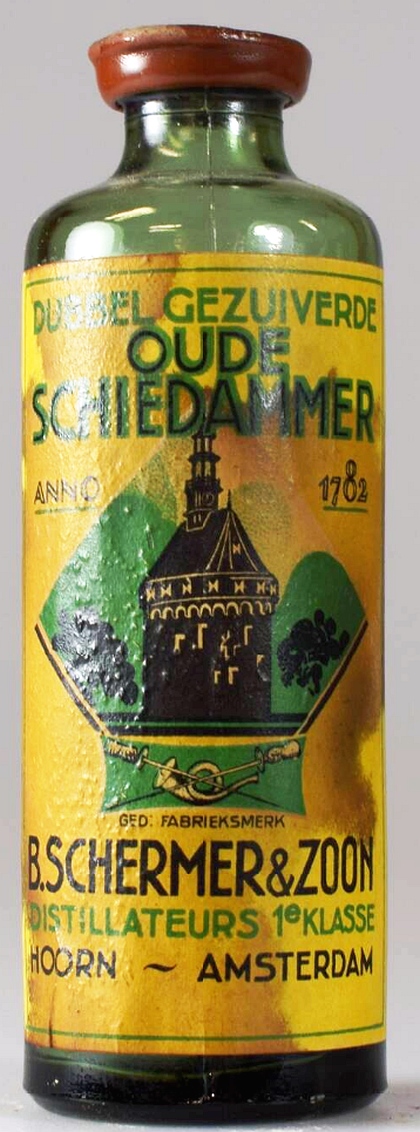 DUBBEL GEZUIVERDE
OUDE
SCHIEDAMMER
ANNO 1782
GED: FABRIEKSMERK
B.SCHERMER & ZOON
DISTILLATEURS 1e KLASSE
HOORN ~ AMSTERDAM